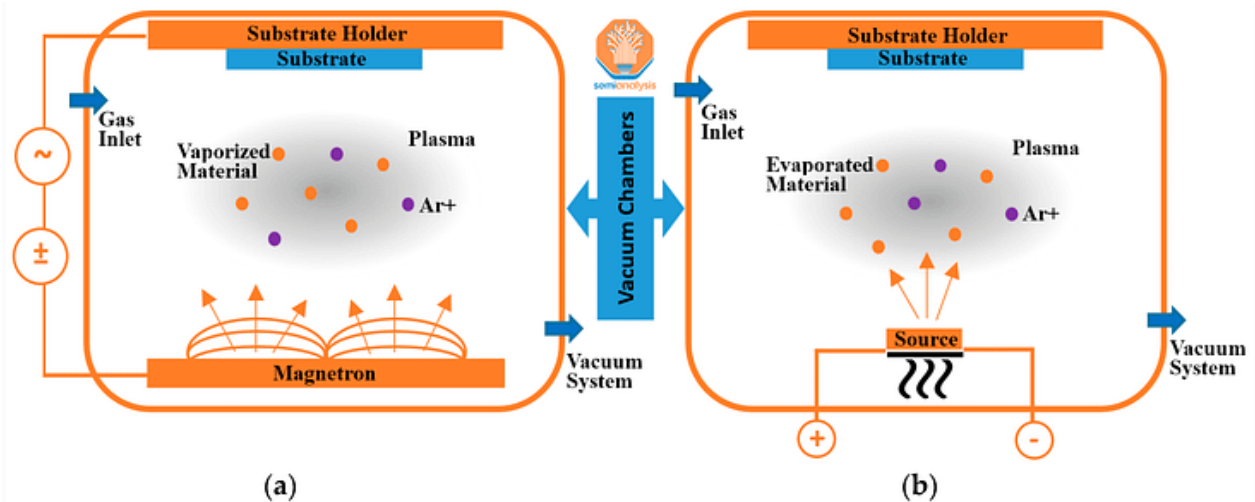 Substrate Holder
Substrate
Gas
Inlet
~
±
Vaporized
Material
Plasma
Ar+
Magnetron
Vacuum
System
(a)
semianalysis
Vacuum Chambers
Substrate Holder
Substrate
Gas
Inlet
Evaporated
Material
Plasma
Ar+
Source
+
-
Vacuum
System
(b)